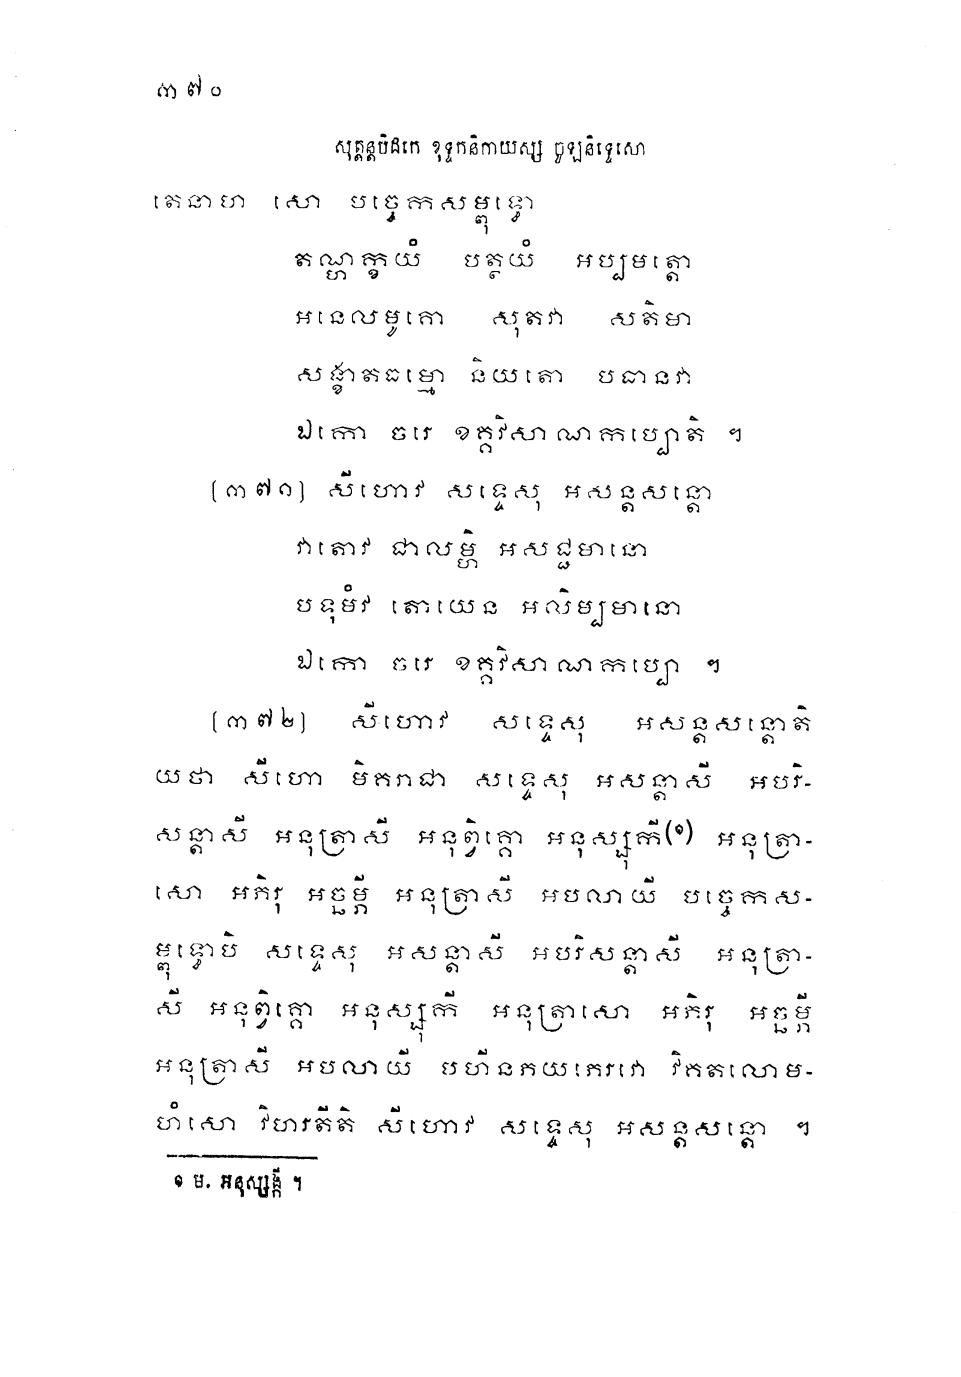 ៣៧០
សុត្តន្តបិដកេ ខុទ្ទកនិកាយស្ស ចូឡនិទ្ទេសោ
តេនាហ សោ បច្ចេកសម្ពុទ្ធោ
តណ្ហក្ខយំ បត្ថយំ អប្បមត្តោ
អនេលមូគោ សុតវា សតិមា
សង្ខាតធម្មោ និយតោ បធានវា
ឯកោ ចរេ ខគ្គវិសាណកប្បោតិ ។
[៣៧១] សីហោវ សទ្ទេសុ អសន្តសន្តោ
វាតោវ ជាលម្ហិ អសជ្ជមានោ
បទុមំវ តោយេន អលិម្បមានោ
ឯកោ ចរេ ខគ្គវិសាណកប្បោ ។
[៣៧២] សីហោវ សទ្ទេសុ អសន្តសន្តោតិ
យថា សីហោ មិគរាជា សទ្ទេសុ អសន្តាសី អបរិ-
សន្តាសី អនុត្រាសី អនុព្វិគ្គោ អនុស្សុកី(១) អនុត្រា-
សោ អភិរុ អច្ឆម្ភី អនុត្រាសី អបលាយី បច្ចេកស-
ម្ពុទ្ធោបិ សទ្ទេសុ អសន្តាសី អបរិសន្តាសី អនុត្រា-
សី អនុព្វិគ្គោ អនុស្សុកី អនុត្រាសោ អភិរុ អច្ឆម្ភី
អនុត្រាសី អបលាយី បហីនភយភេរវោ វិគតលោម-
ហំសោ វិហរតីតិ សីហោវ សទ្ទេសុ អសន្តសន្តោ ។
១ ម. អនុស្សង្កី ។